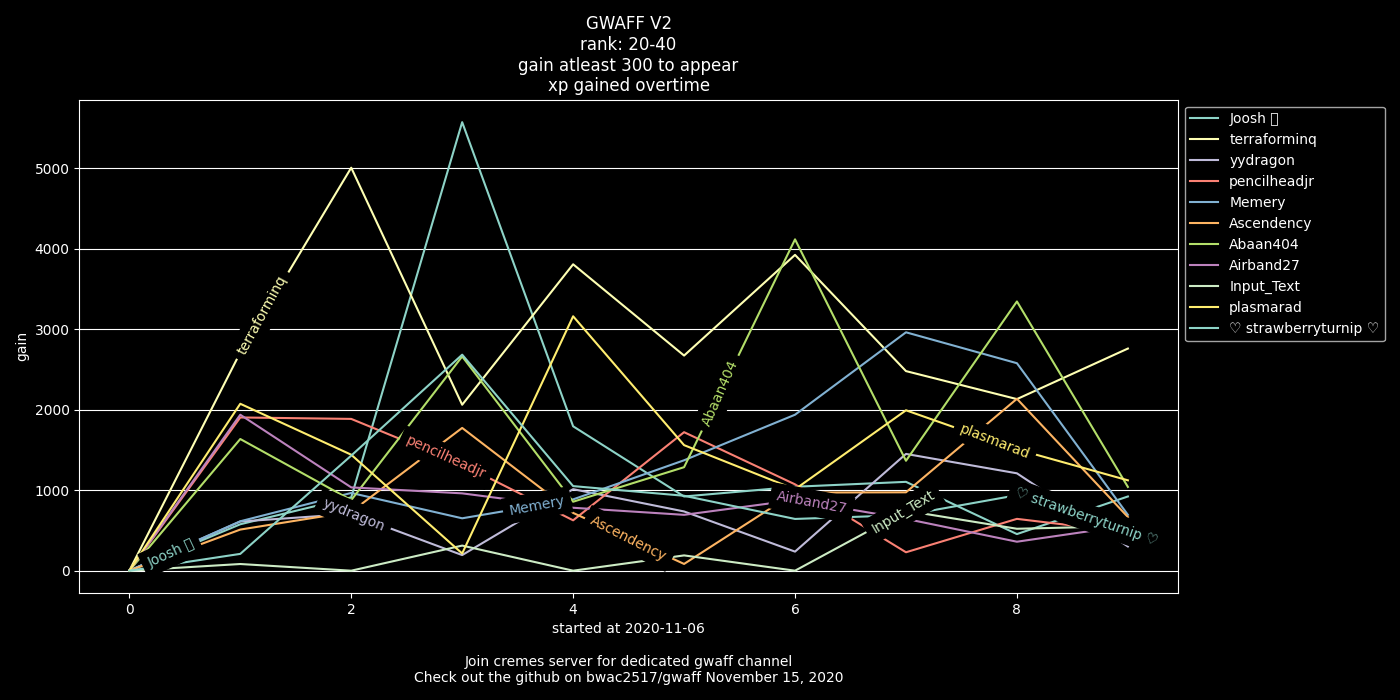 GWAFF V2
rank: 20-40
gain atleast 300 to appear
xp gained overtime
gain
5000
4000
3000
2000
1000
0
0 2 4 6 8
started at 2020-11-06
Join cremes server for dedicated gwaff channel
Check out the github on bwac2517/gwaff November 15, 2020
Joosh
terraforminq
yydragon
pencilheadjr
Memery
Ascendency
Abaan404
Airband27
Input_Text
plasmarad
♡ strawberryturnip ♡
Joosh
terraforminq
yydragon
pencilheadjr
Memery
Ascendency
Abaan404
Airband27
Input_Text
plasmarad
♡ strawberryturnip ♡